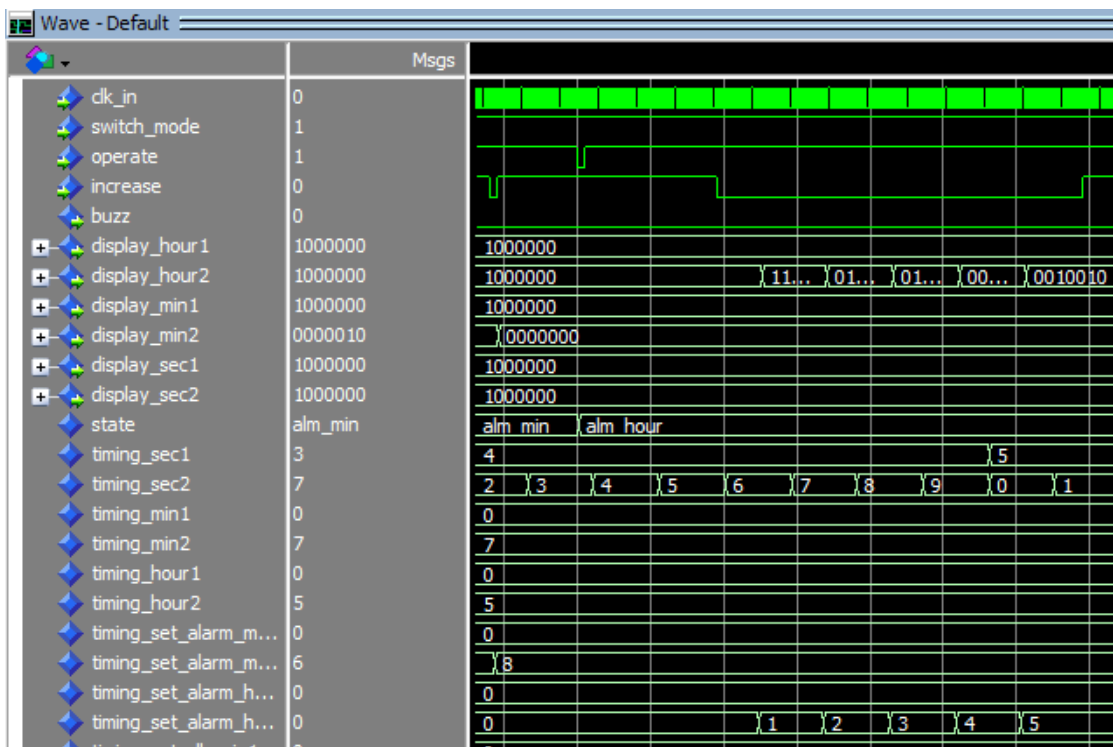 Wave - Default
Msgs
clk_in 0
switch_mode 1
operate 1
increase 0
buzz 0
display_hour1 1000000 1000000
display_hour2 1000000 1000000 11... 01... 01... 00... 0010010
display_min1 1000000 1000000
display_min2 0000010 0000000
display_sec1 1000000 1000000
display_sec2 1000000 1000000
state alm_min alm_min alm_hour
timing_sec1 3 4 5
timing_sec2 7 2 3 4 5 6 7 8 9 0 1
timing_min1 0 0
timing_min2 7 7
timing_hour1 0 0
timing_hour2 5 5
timing_set_alarm_m... 0 0
timing_set_alarm_m... 6 8
timing_set_alarm_h... 0 0
timing_set_alarm_h... 0 0 1 2 3 4 5